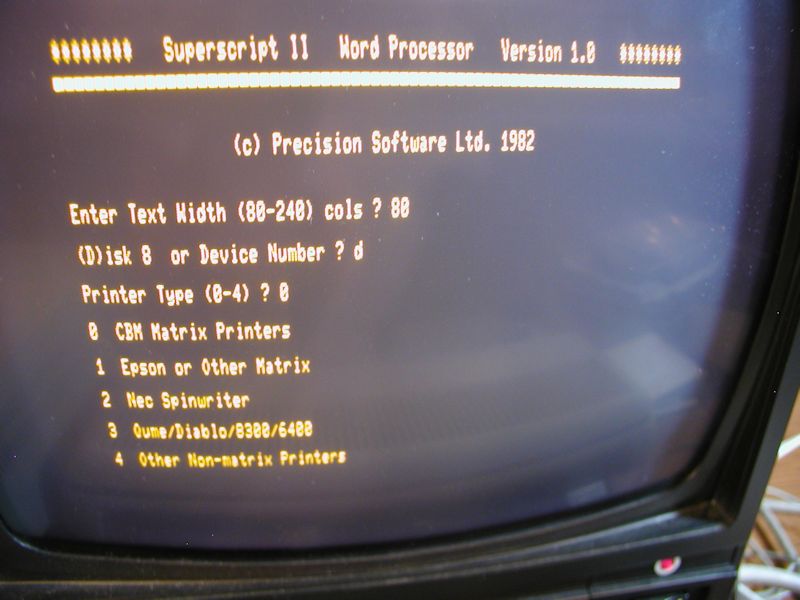 ******** Superscript II Word Processor Version 1.0 ********
(c) Precision Software Ltd. 1982
Enter Text Width (80-240) cols ? 80
(D)isk 8 or Device Number ? d
Printer Type (0-4) ? 0
0 CBM Matrix Printers
1 Epson or Other Matrix
2 Nec Spinwriter
3 Qume/Diablo/8300/6400
4 Other Non-matrix Printers